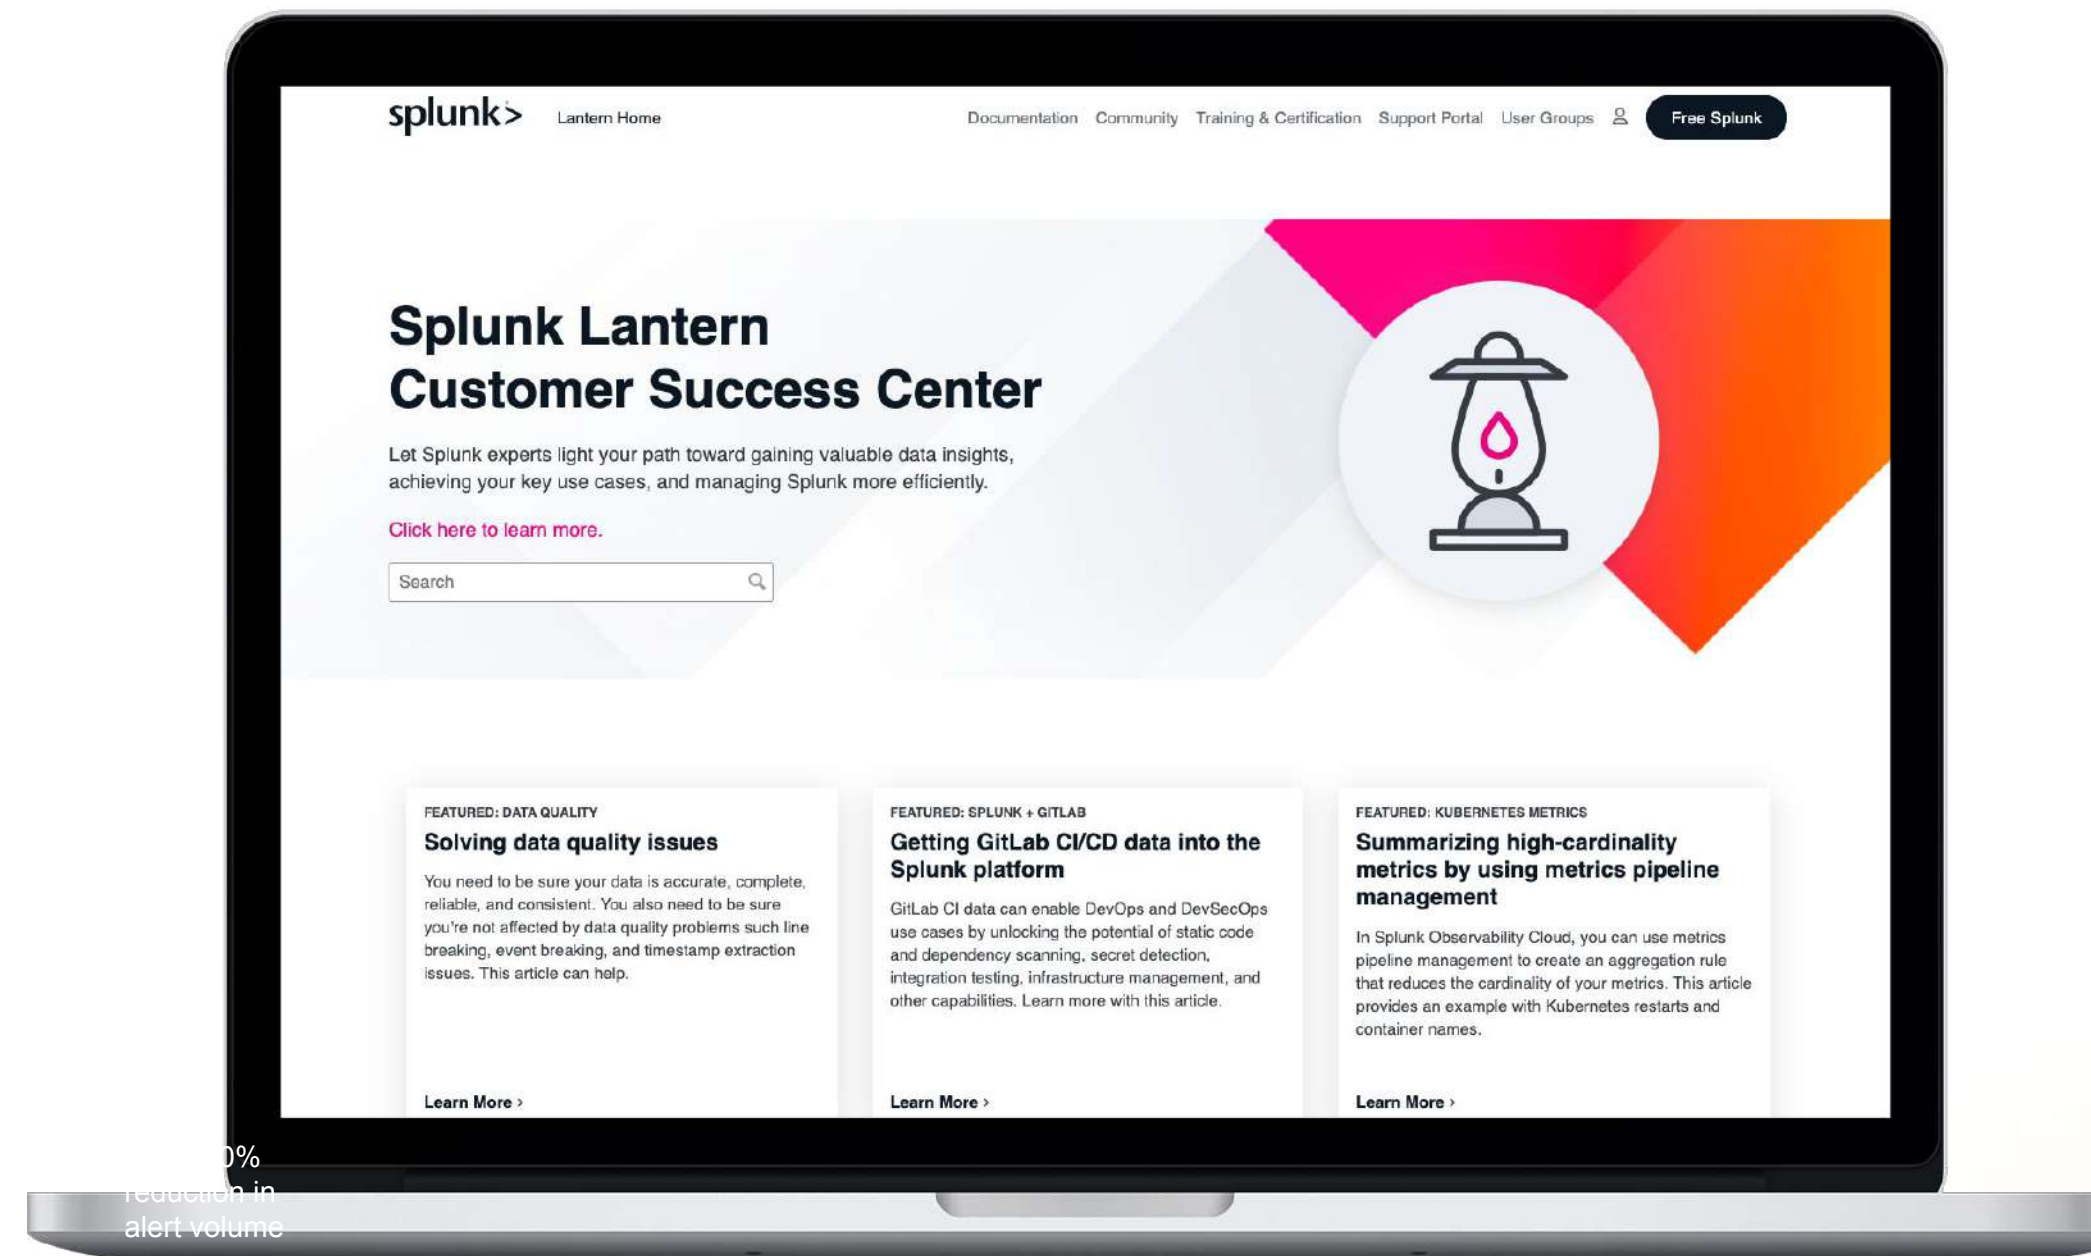 splunk>
Lantern Home
Documentation
Community
Training & Certification
Support Portal
User Groups
Free Splunk
Splunk Lantern
Customer Success Center
Let Splunk experts light your path toward gaining valuable data insights,
achieving your key use cases, and managing Splunk more efficiently.
Click here to learn more.
Search
FEATURED: DATA QUALITY
Solving data quality issues
You need to be sure your data is accurate, complete,
reliable, and consistent. You also need to be sure
you're not affected by data quality problems such line
breaking, event breaking, and timestamp extraction
issues. This article can help.
Learn More ›
FEATURED: SPLUNK + GITLAB
Getting GitLab CI/CD data into the
Splunk platform
GitLab CI data can enable DevOps and DevSecOps
use cases by unlocking the potential of static code
and dependency scanning, secret detection,
integration testing, infrastructure management, and
other capabilities. Learn more with this article.
Learn More ›
FEATURED: KUBERNETES METRICS
Summarizing high-cardinality
metrics by using metrics pipeline
management
In Splunk Observability Cloud, you can use metrics
pipeline management to create an aggregation rule
that reduces the cardinality of your metrics. This article
provides an example with Kubernetes restarts and
container names.
Learn More ›
reduction in
alert volume